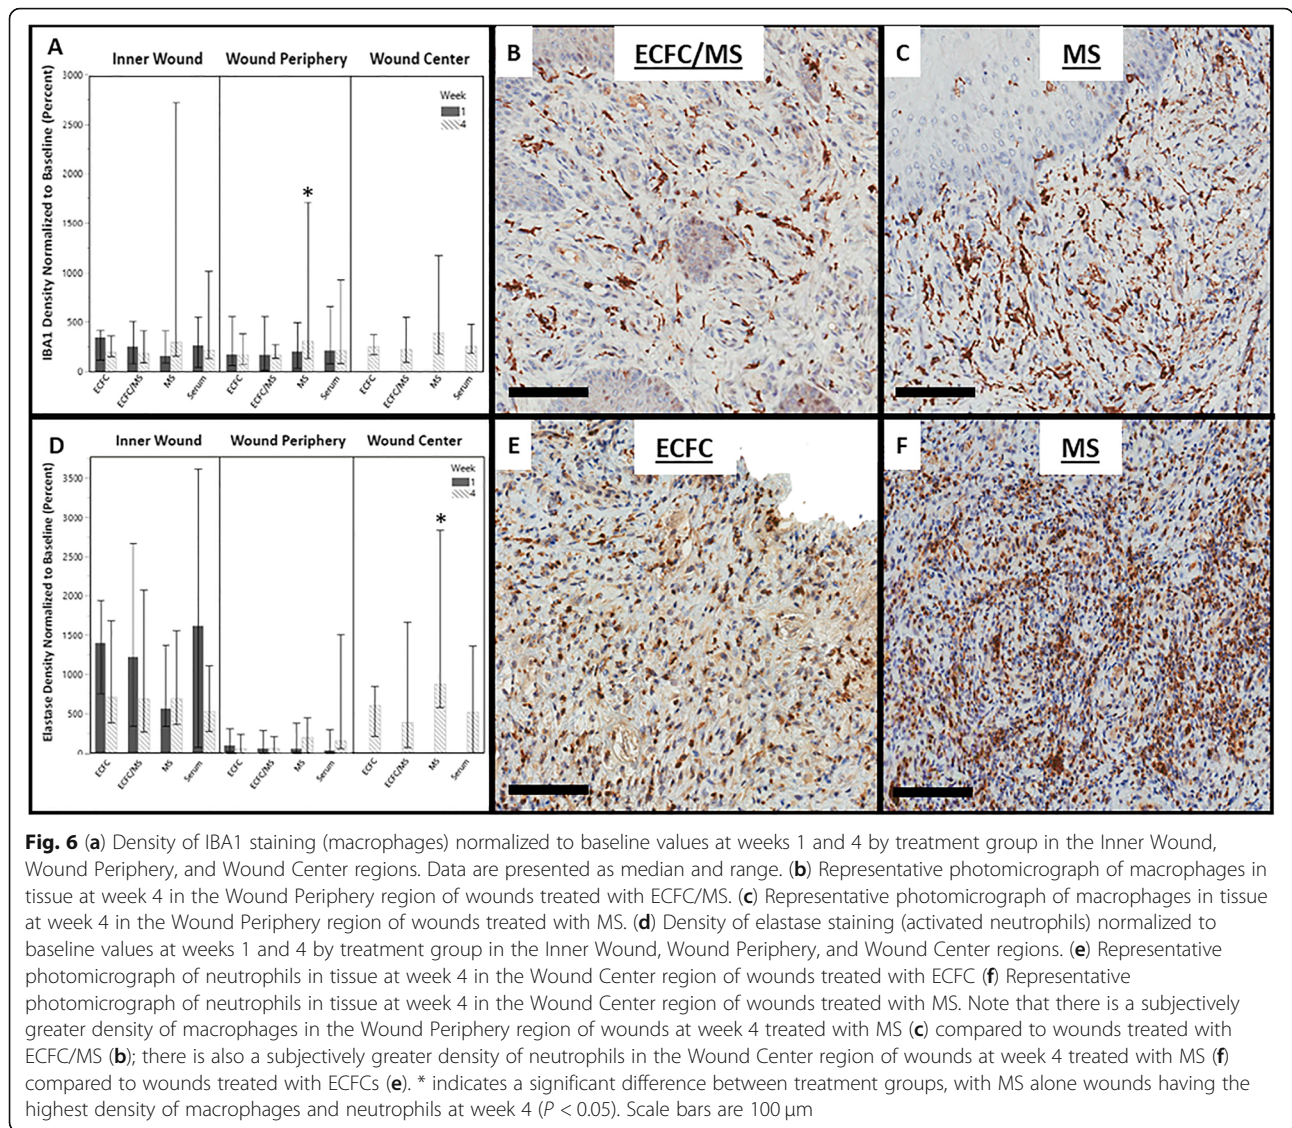 A
Inner Wound Wound Periphery Wound Center
IBA1 Density Normalized to Baseline (Percent)
3000
2500
2000
1500
1000
500
0
Week
1
4
ECFC ECFC/MS MS Serum ECFC ECFC/MS MS Serum ECFC ECFC/MS MS Serum
*
B
ECFC/MS
C
MS
D
Inner Wound Wound Periphery Wound Center
Elastase Density Normalized to Baseline (Percent)
3500
3000
2500
2000
1500
1000
500
0
Week
1
4
*
ECFC ECFC/MS MS Serum ECFC ECFC/MS MS Serum ECFC ECFC/MS MS Serum
E
ECFC
F
MS
Fig. 6 (a) Density of IBA1 staining (macrophages) normalized to baseline values at weeks 1 and 4 by treatment group in the Inner Wound,
Wound Periphery, and Wound Center regions. Data are presented as median and range. (b) Representative photomicrograph of macrophages in
tissue at week 4 in the Wound Periphery region of wounds treated with ECFC/MS. (c) Representative photomicrograph of macrophages in tissue
at week 4 in the Wound Periphery region of wounds treated with MS. (d) Density of elastase staining (activated neutrophils) normalized to
baseline values at weeks 1 and 4 by treatment group in the Inner Wound, Wound Periphery, and Wound Center regions. (e) Representative
photomicrograph of neutrophils in tissue at week 4 in the Wound Center region of wounds treated with ECFC (f) Representative
photomicrograph of neutrophils in tissue at week 4 in the Wound Center region of wounds treated with MS. Note that there is a subjectively
greater density of macrophages in the Wound Periphery region of wounds at week 4 treated with MS (c) compared to wounds treated with
ECFC/MS (b); there is also a subjectively greater density of neutrophils in the Wound Center region of wounds at week 4 treated with MS (f)
compared to wounds treated with ECFCs (e). * indicates a significant difference between treatment groups, with MS alone wounds having the
highest density of macrophages and neutrophils at week 4 (P < 0.05). Scale bars are 100 μm